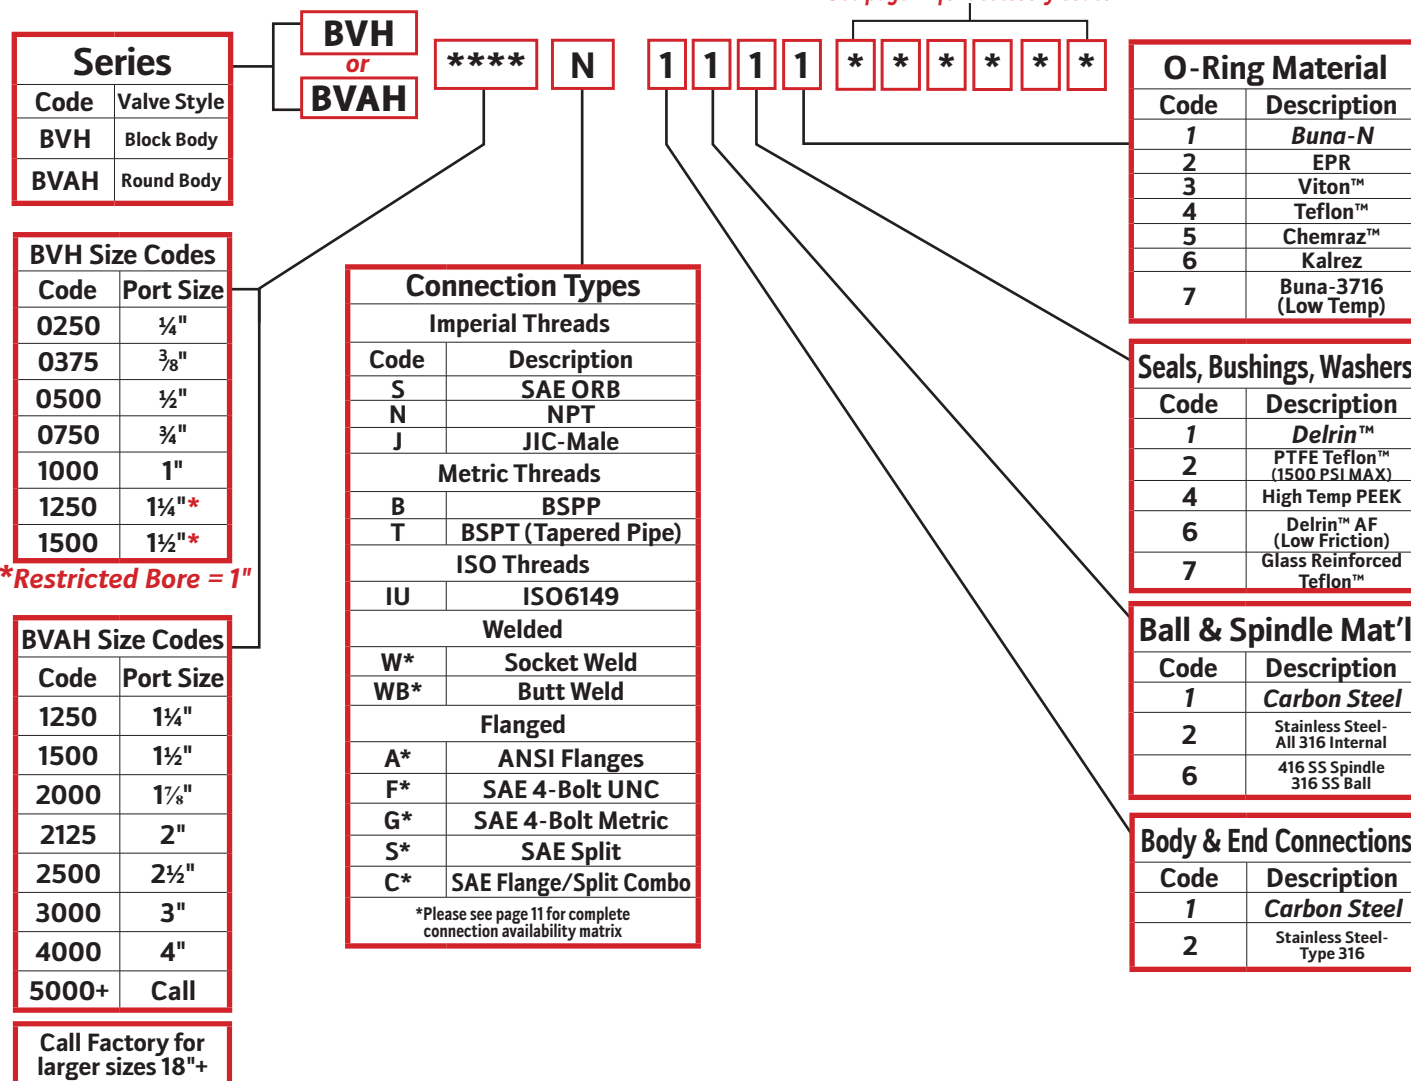 BVH
or
BVAH
**** N 1 1 1 1 * * * * * *
Series
Code Valve Style
BVH Block Body
BVAH Round Body
BVH Size Codes
Code Port Size
0250 ¼"
0375 ⅜"
0500 ½"
0750 ¾"
1000 1"
1250 1¼"*
1500 1½"*
*Restricted Bore = 1"
BVAH Size Codes
Code Port Size
1250 1¼"
1500 1½"
2000 1⅞"
2125 2"
2500 2½"
3000 3"
4000 4"
5000+ Call
Call Factory for
larger sizes 18"+
Connection Types
Imperial Threads
Code Description
S SAE ORB
N NPT
J JIC-Male
Metric Threads
B BSPP
T BSPT (Tapered Pipe)
ISO Threads
IU ISO6149
Welded
W* Socket Weld
WB* Butt Weld
Flanged
A* ANSI Flanges
F* SAE 4-Bolt UNC
G* SAE 4-Bolt Metric
S* SAE Split
C* SAE Flange/Split Combo
*Please see page 11 for complete
connection availability matrix
O-Ring Material
Code Description
1 Buna-N
2 EPR
3 Viton™
4 Teflon™
5 Chemraz™
6 Kalrez
7 Buna-3716
(Low Temp)
Seals, Bushings, Washers
Code Description
1 Delrin™
2 PTFE Teflon™
(1500 PSI MAX)
4 High Temp PEEK
6 Delrin™ AF
(Low Friction)
7 Glass Reinforced
Teflon™
Ball & Spindle Mat'l
Code Description
1 Carbon Steel
2 Stainless Steel-
All 316 Internal
6 416 SS Spindle
316 SS Ball
Body & End Connections
Code Description
1 Carbon Steel
2 Stainless Steel-
Type 316